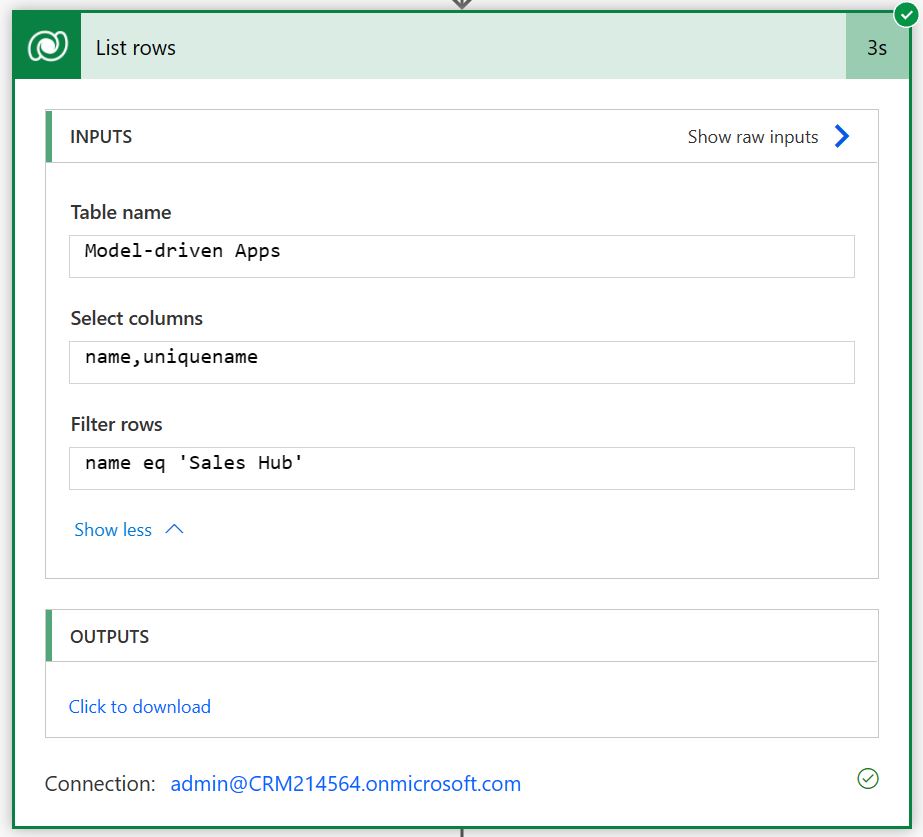 List rows
3s
INPUTS
Show raw inputs
Table name
Model-driven Apps
Select columns
name,uniquename
Filter rows
name eq 'Sales Hub'
Show less
OUTPUTS
Click to download
Connection: admin@CRM214564.onmicrosoft.com